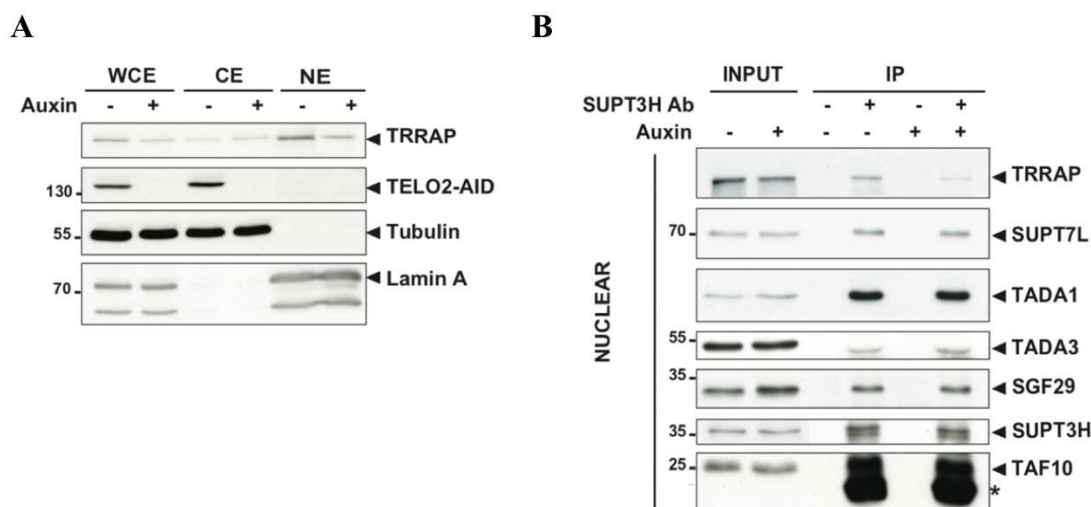 A
B
WCE CE NE
Auxin - + - + - +
TRRAP
130 TELO2-AID
55 Tubulin
70 Lamin A
INPUT IP
SUPT3H Ab - + - +
Auxin - + - - + +
TRRAP
70 SUPT7L
TADA1
55 TADA3
35 SGF29
35 SUPT3H
25 TAF10
*
NUCLEAR